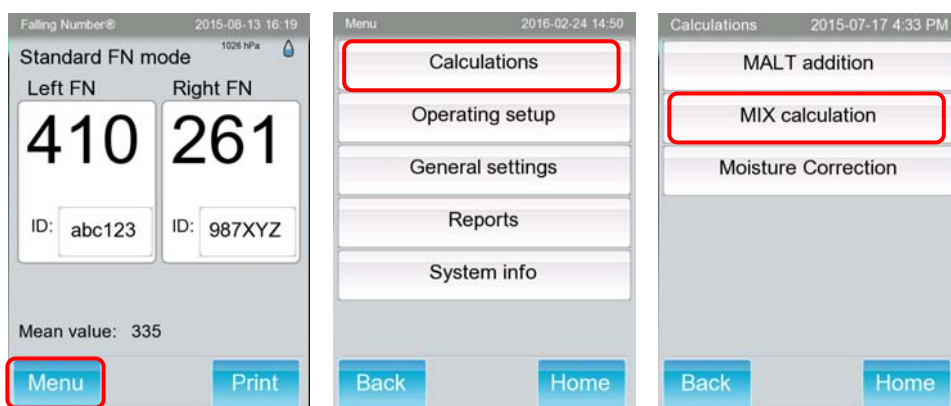 Falling Number® 2015-08-13 16:19
Standard FN mode 1026 hPa
Left FN Right FN
410 261
ID: abc123 ID: 987XYZ
Mean value: 335
Menu Print
Menu 2016-02-24 14:50
Calculations
Operating setup
General settings
Reports
System info
Back Home
Calculations 2015-07-17 4:33 PM
MALT addition
MIX calculation
Moisture Correction
Back Home